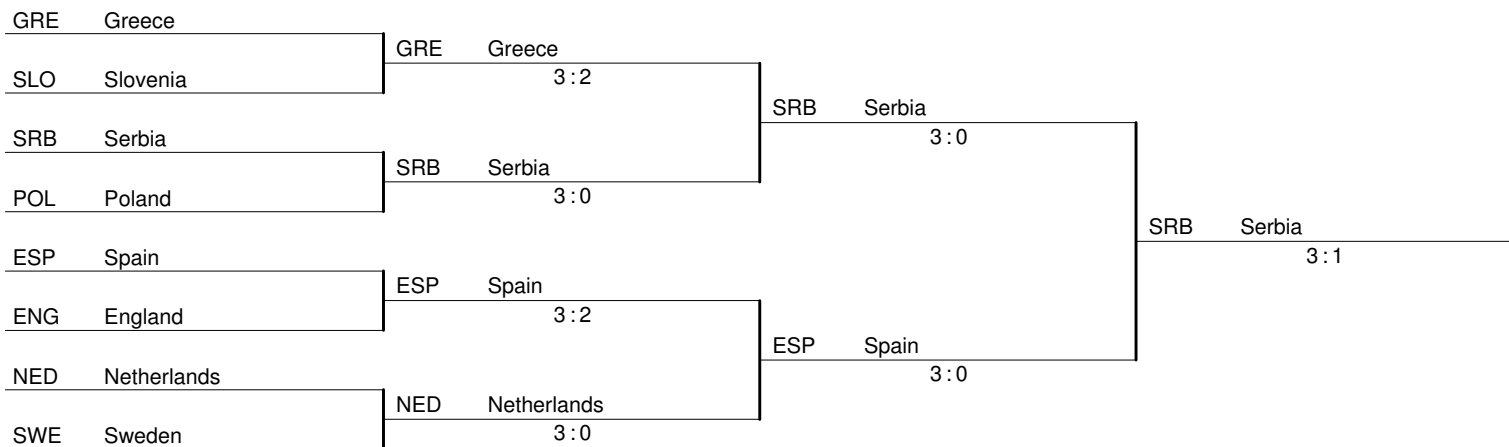 GRE Greece
GRE Greece
3 : 2
SLO Slovenia
SRB Serbia
3 : 0
SRB Serbia
SRB Serbia
3 : 0
POL Poland
SRB Serbia
3 : 1
ESP Spain
ESP Spain
3 : 2
ENG England
ESP Spain
3 : 0
NED Netherlands
NED Netherlands
3 : 0
SWE Sweden